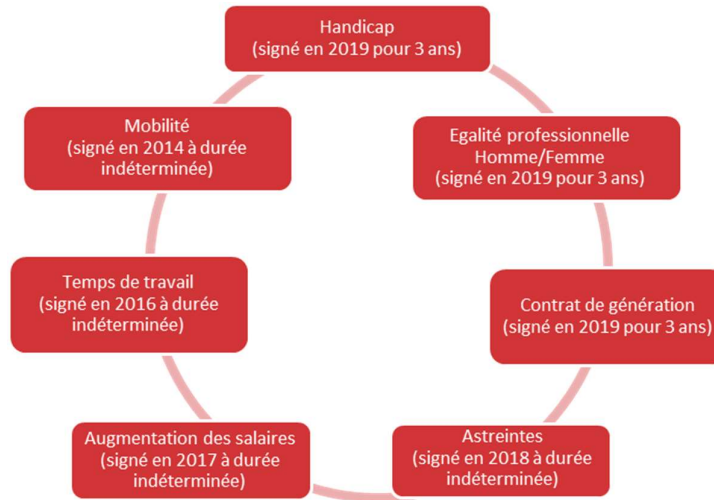 Handicap
(signé en 2019 pour 3 ans)
Egalité professionnelle
Homme/Femme
(signé en 2019 pour 3 ans)
Contrat de génération
(signé en 2019 pour 3 ans)
Astreintes
(signé en 2018 à durée
indéterminée)
Augmentation des salaires
(signé en 2017 à durée
indéterminée)
Temps de travail
(signé en 2016 à durée
indéterminée)
Mobilité
(signé en 2014 à durée
indéterminée)